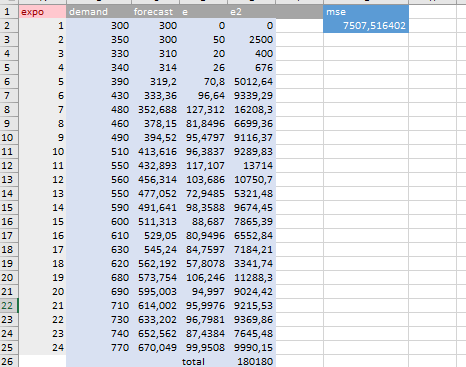 1 expo demand forecast e e2 mse
2 1 300 300 0 0 7507,516402
3 2 350 300 50 2500
4 3 330 310 20 400
5 4 340 314 26 676
6 5 390 319,2 70,8 5012,64
7 6 430 333,36 96,64 9339,29
8 7 480 352,688 127,312 16208,3
9 8 460 378,15 81,8496 6699,36
10 9 490 394,52 95,4797 9116,37
11 10 510 413,616 96,3837 9289,83
12 11 550 432,893 117,107 13714
13 12 560 456,314 103,686 10750,7
14 13 550 477,052 72,9485 5321,48
15 14 590 491,641 98,3588 9674,45
16 15 600 511,313 88,687 7865,39
17 16 610 529,05 80,9496 6552,84
18 17 630 545,24 84,7597 7184,21
19 18 620 562,192 57,8078 3341,74
20 19 680 573,754 106,246 11288,3
21 20 690 595,003 94,997 9024,42
22 21 710 614,002 95,9976 9215,53
23 22 730 633,202 96,7981 9369,86
24 23 740 652,562 87,4384 7645,48
25 24 770 670,049 99,9508 9990,15
26 total 180180